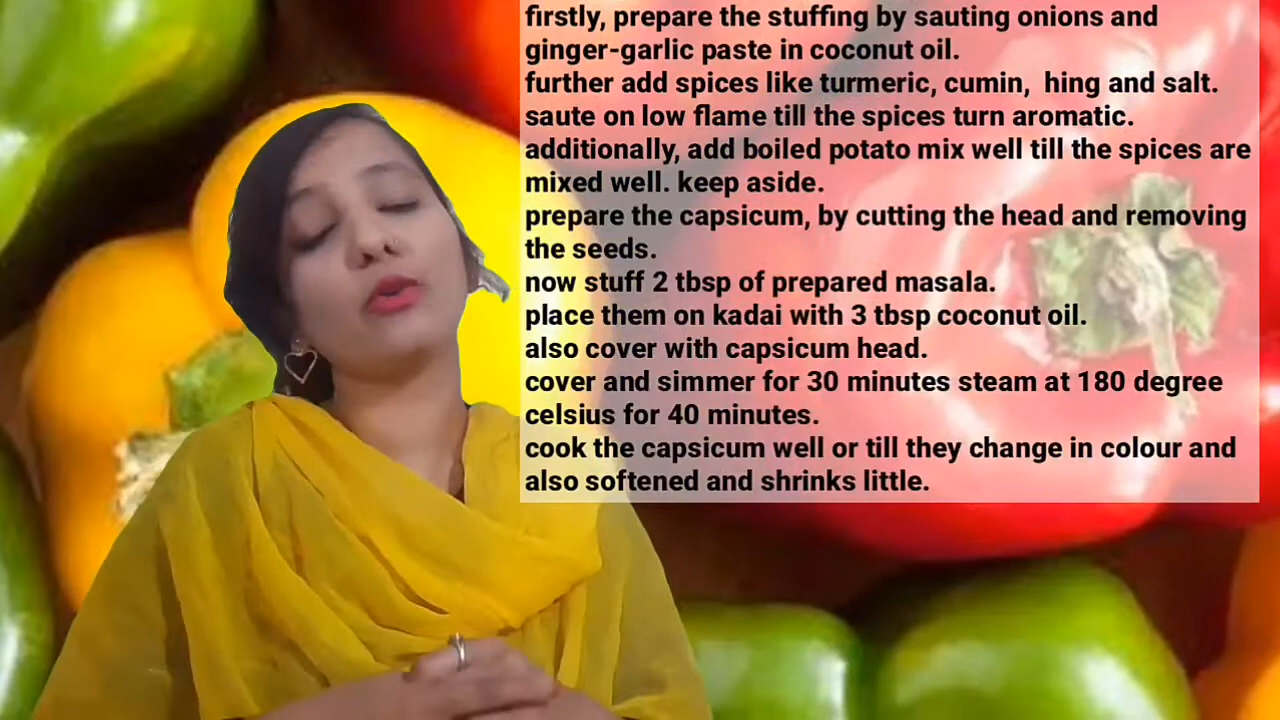 firstly, prepare the stuffing by sauting onions and
ginger-garlic paste in coconut oil.
further add spices like turmeric, cumin,  hing and salt.
saute on low flame till the spices turn aromatic.
additionally, add boiled potato mix well till the spices are
mixed well. keep aside.
prepare the capsicum, by cutting the head and removing
the seeds.
now stuff 2 tbsp of prepared masala.
place them on kadai with 3 tbsp coconut oil.
also cover with capsicum head.
cover and simmer for 30 minutes steam at 180 degree
celsius for 40 minutes.
cook the capsicum well or till they change in colour and
also softened and shrinks little.